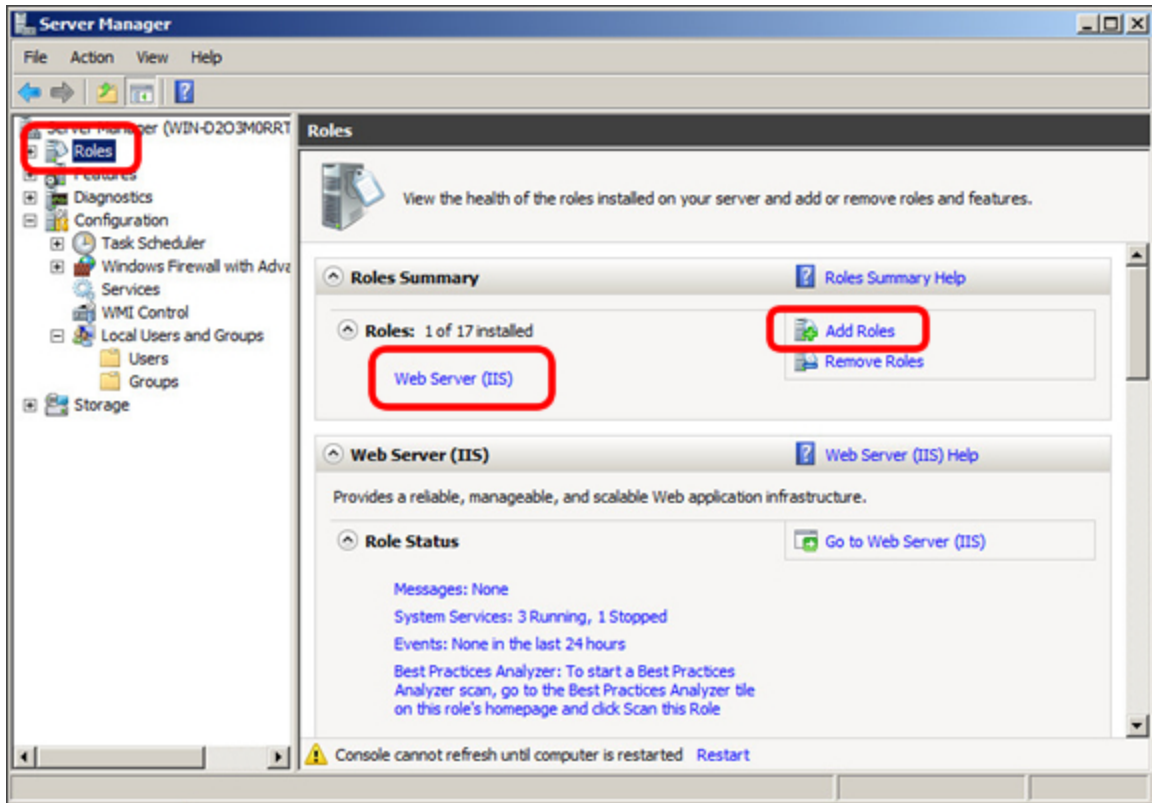 Server Manager
File Action View Help
Server Manager (WIN-D2O3M0RRT
Roles
Features
Diagnostics
Configuration
Task Scheduler
Windows Firewall with Adva
Services
WMI Control
Local Users and Groups
Users
Groups
Storage
Roles
View the health of the roles installed on your server and add or remove roles and features.
Roles Summary
Roles Summary Help
Roles: 1 of 17 installed
Add Roles
Remove Roles
Web Server (IIS)
Web Server (IIS)
Web Server (IIS) Help
Provides a reliable, manageable, and scalable Web application infrastructure.
Role Status
Go to Web Server (IIS)
Messages: None
System Services: 3 Running, 1 Stopped
Events: None in the last 24 hours
Best Practices Analyzer: To start a Best Practices
Analyzer scan, go to the Best Practices Analyzer tile
on this role's homepage and click Scan this Role
Console cannot refresh until computer is restarted Restart